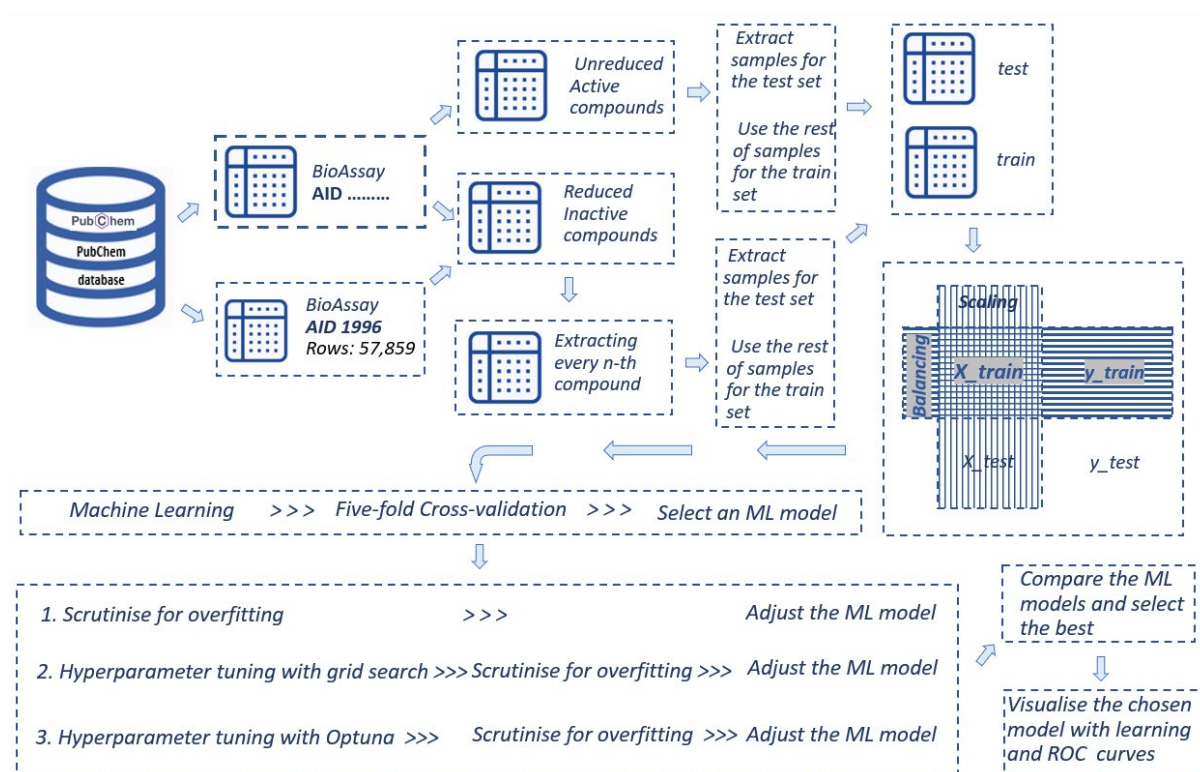 PubChem
PubChem
database
BioAssay
AID .........
BioAssay
AID 1996
Rows: 57,859
Unreduced
Active
compounds
Reduced
Inactive
compounds
Extracting
every n-th
compound
Extract
samples for
the test set
Use the rest
of samples
for the train
set
Extract
samples for
the test set
Use the rest
of samples
for the train
set
test
train
Scaling
Balancing
X_train
y_train
X_test
y_test
Machine Learning >>> Five-fold Cross-validation >>> Select an ML model
1. Scrutinise for overfitting >>> Adjust the ML model
2. Hyperparameter tuning with grid search >>> Scrutinise for overfitting >>> Adjust the ML model
3. Hyperparameter tuning with Optuna >>> Scrutinise for overfitting >>> Adjust the ML model
Compare the ML
models and select
the best
Visualise the chosen
model with learning
and ROC curves